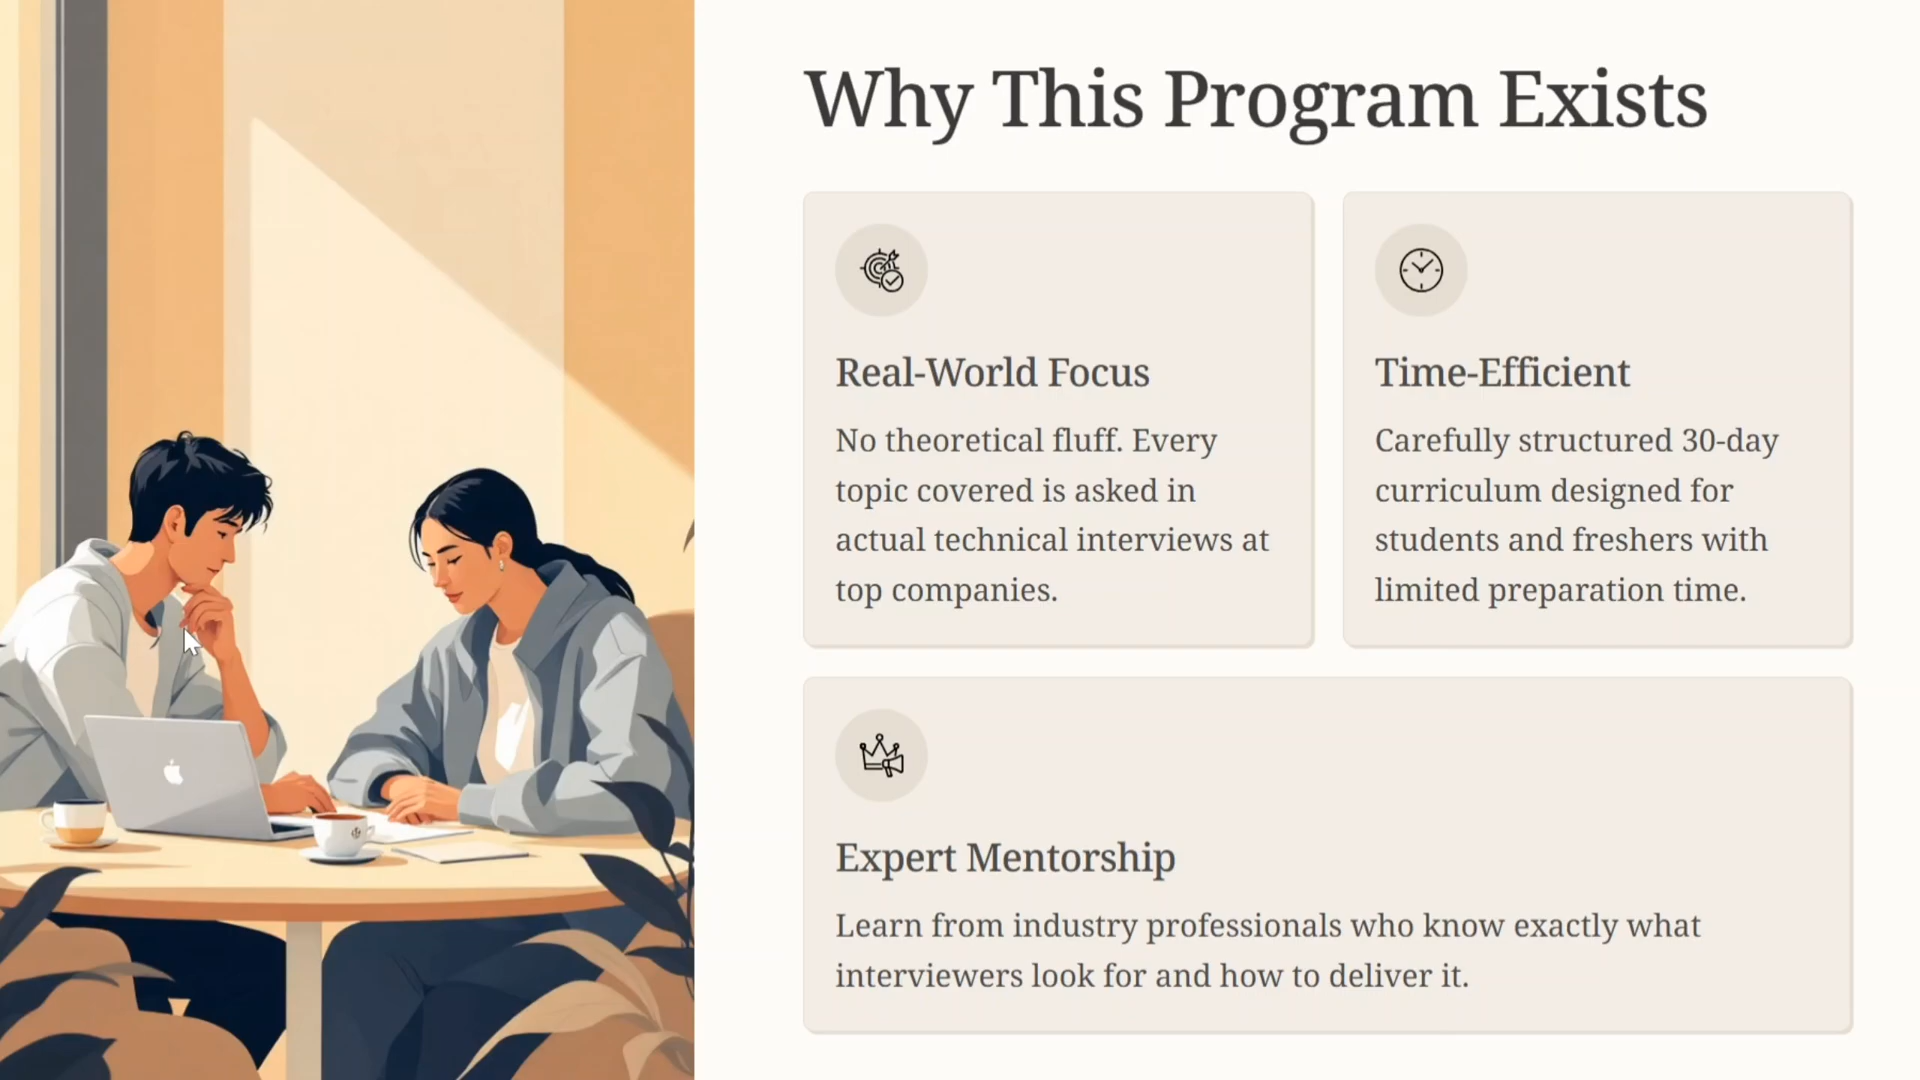 Why This Program Exists
Real-World Focus
No theoretical fluff. Every
topic covered is asked in
actual technical interviews at
top companies.
Time-Efficient
Carefully structured 30-day
curriculum designed for
students and freshers with
limited preparation time.
Expert Mentorship
Learn from industry professionals who know exactly what
interviewers look for and how to deliver it.